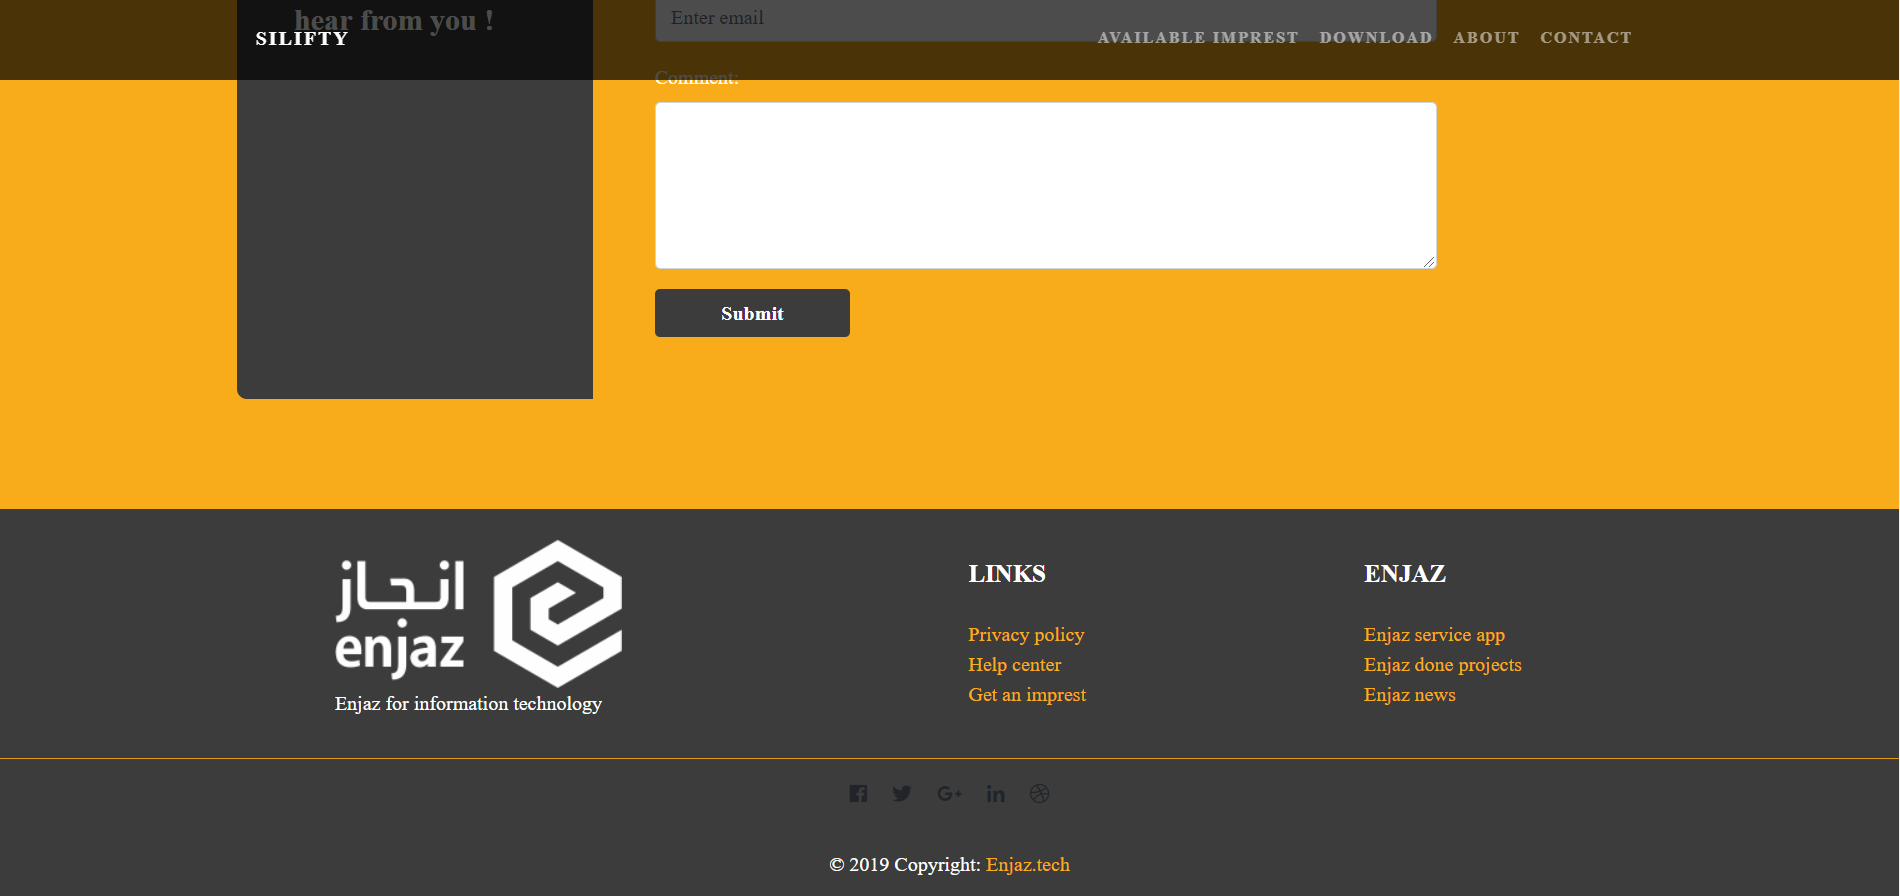 hear from you !
SILIFTY
AVAILABLE IMPREST DOWNLOAD ABOUT CONTACT
Enter email
Comment:
Submit
انجاز
enjaz
Enjaz for information technology
LINKS
Privacy policy
Help center
Get an imprest
ENJAZ
Enjaz service app
Enjaz done projects
Enjaz news
© 2019 Copyright: Enjaz.tech